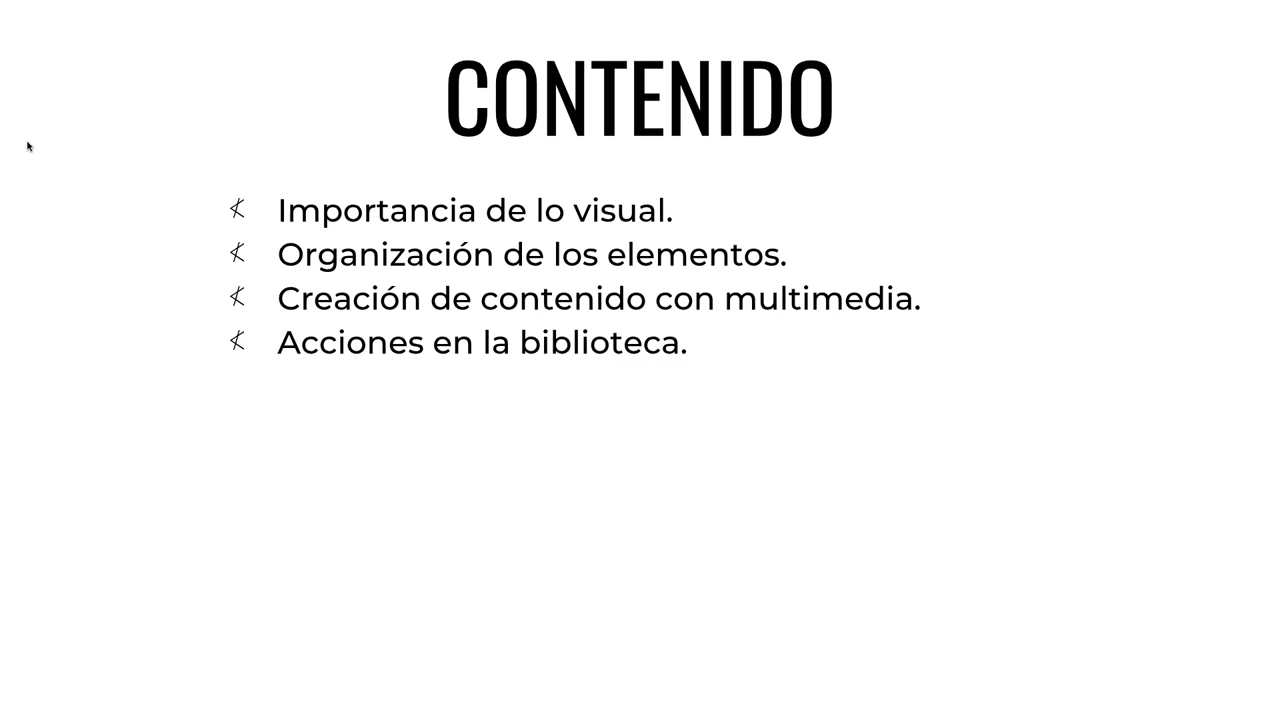 CONTENIDO
Importancia de lo visual.
Organización de los elementos.
Creación de contenido con multimedia.
Acciones en la biblioteca.